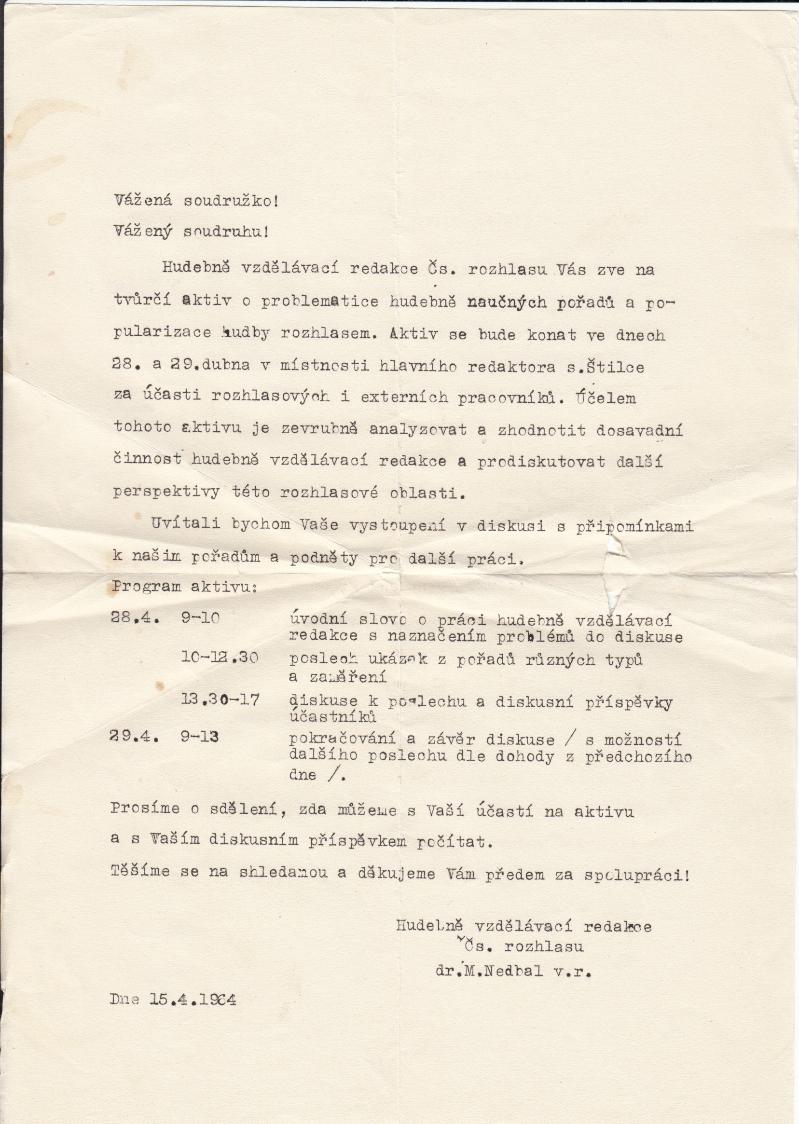 Vážená soudružko!
Vážený soudruhu!
Hudebně vzdělávací redakce Čs. rozhlasu Vás zve na
tvůrčí aktiv o problematice hudebně naučných pořadů a po-
pularizace hudby rozhlasem. Aktiv se bude konat ve dnech
28. a 29.dubna v místnosti hlavního redaktora s.Štilce
za účasti rozhlasových i externích pracovníků. Účelem
tohoto aktivu je zevrubně analyzovat a zhodnotit dosavadní
činnost hudebně vzdělávací redakce a prodiskutovat další
perspektivy této rozhlasové oblasti.
Uvítali bychom Vaše vystoupení v diskusi s připomínkami
k našim pořadům a podněty pro další práci.
Program aktivu:
28.4. 9-10 úvodní slovo o práci hudebně vzdělávací
redakce s naznačením problémů do diskuse
10-12.30 poslech ukázek z pořadů různých typů
a zaměření
13.30-17 diskuse k poslechu a diskusní příspěvky
účastníků
29.4. 9-13 pokračování a závěr diskuse / s možností
dalšího poslechu dle dohody z předchozího
dne /.
Prosíme o sdělení, zda můžeme s Vaší účastí na aktivu
a s Vaším diskusním příspěvkem počítat.
Těšíme se na shledanou a děkujeme Vám předem za spolupráci!
Hudebně vzdělávací redakce
Čs. rozhlasu
dr.M.Nedbal v.r.
Dne 15.4.1964